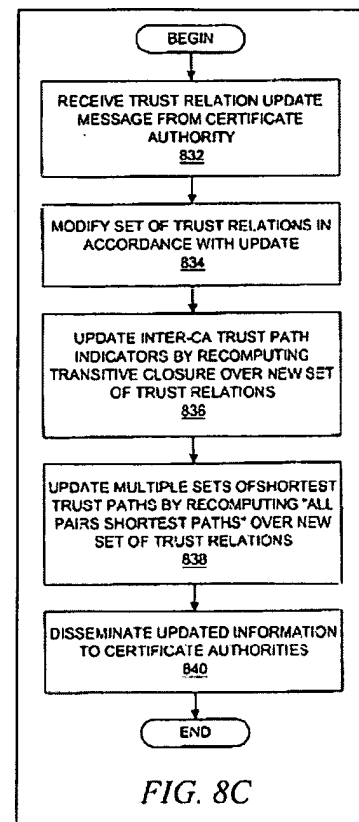 BEGIN
RECEIVE TRUST RELATION UPDATE
MESSAGE FROM CERTIFICATE
AUTHORITY
832
MODIFY SET OF TRUST RELATIONS IN
ACCORDANCE WITH UPDATE
834
UPDATE INTER-CA TRUST PATH
INDICATORS BY RECOMPUTING
TRANSITIVE CLOSURE OVER NEW SET
OF TRUST RELATIONS
836
UPDATE MULTIPLE SETS OFSHORTEST
TRUST PATHS BY RECOMPUTING "ALL
PAIRS SHORTEST PATHS" OVER NEW
SET OF TRUST RELATIONS
838
DISSEMINATE UPDATED INFORMATION
TO CERTIFICATE AUTHORITIES
840
END
FIG. 8C